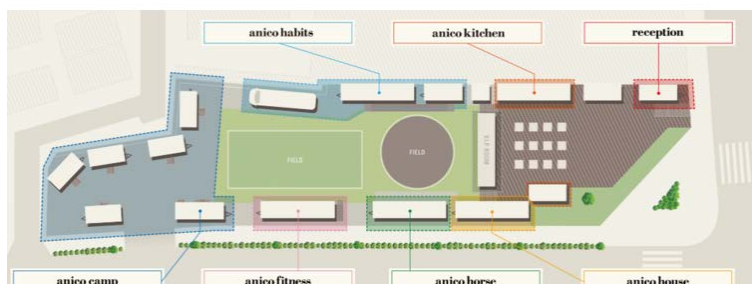 anico habits
anico kitchen
reception
FIELD
FIELD
anico camp
anico fitness
anico horse
anico house